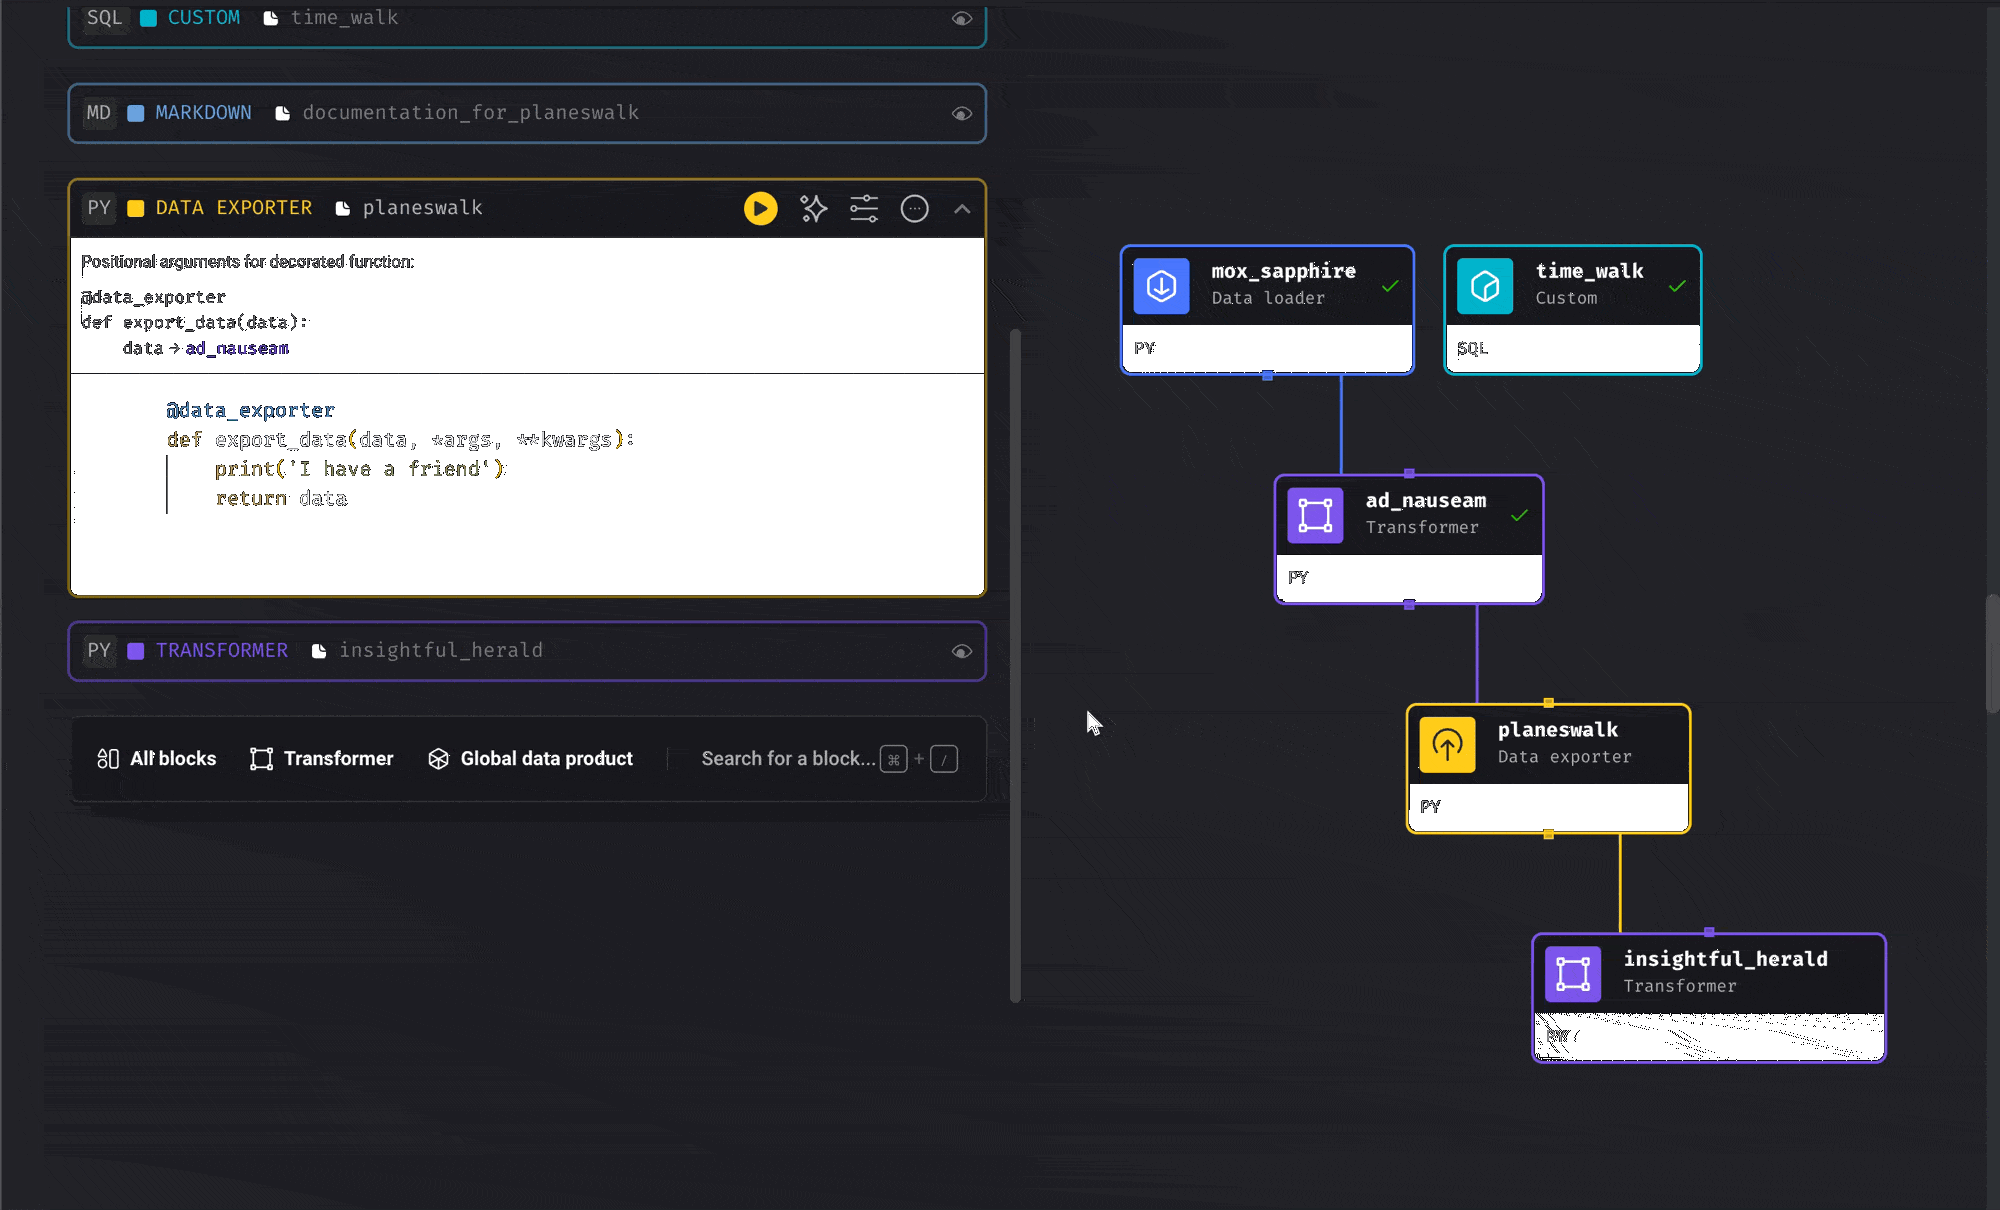 SQL CUSTOM time_walk
MD MARKDOWN documentation_for_planeswalk
PY DATA EXPORTER planeswalk
Positional arguments for decorated function:
@data_exporter
def export_data(data):
data → ad_nauseam
@data_exporter
def export_data(data, *args, **kwargs):
print('I have a friend')
return data
PY TRANSFORMER insightful_herald
All blocks Transformer Global data product Search for a block... ⌘ + /
mox_sapphire
Data loader
PY
time_walk
Custom
SQL
ad_nauseam
Transformer
PY
planeswalk
Data exporter
PY
insightful_herald
Transformer